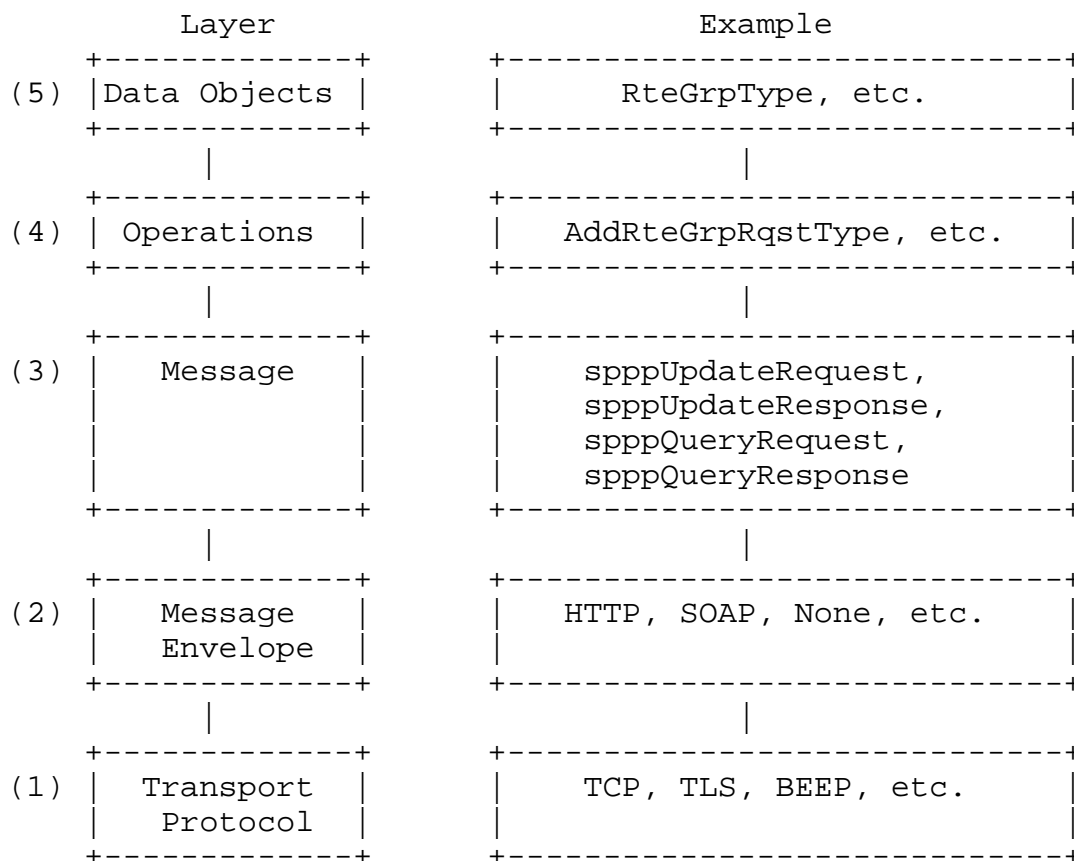 Layer                      Example
+-------------+      +-----------------------------+
(5) |Data Objects |      |      RteGrpType, etc.       |
+-------------+      +-----------------------------+
|                            |
+-------------+      +-----------------------------+
(4) | Operations  |      |   AddRteGrpRqstType, etc.   |
+-------------+      +-----------------------------+
|                            |
+-------------+      +-----------------------------+
(3) |   Message   |      |    spppUpdateRequest,       |
|             |      |    spppUpdateResponse,      |
|             |      |    spppQueryRequest,        |
|             |      |    spppQueryResponse        |
+-------------+      +-----------------------------+
|                            |
+-------------+      +-----------------------------+
(2) |   Message   |      |   HTTP, SOAP, None, etc.    |
|   Envelope  |      |                             |
+-------------+      +-----------------------------+
|                            |
+-------------+      +-----------------------------+
(1) |  Transport  |      |    TCP, TLS, BEEP, etc.     |
|   Protocol  |      |                             |
+-------------+      +-----------------------------+